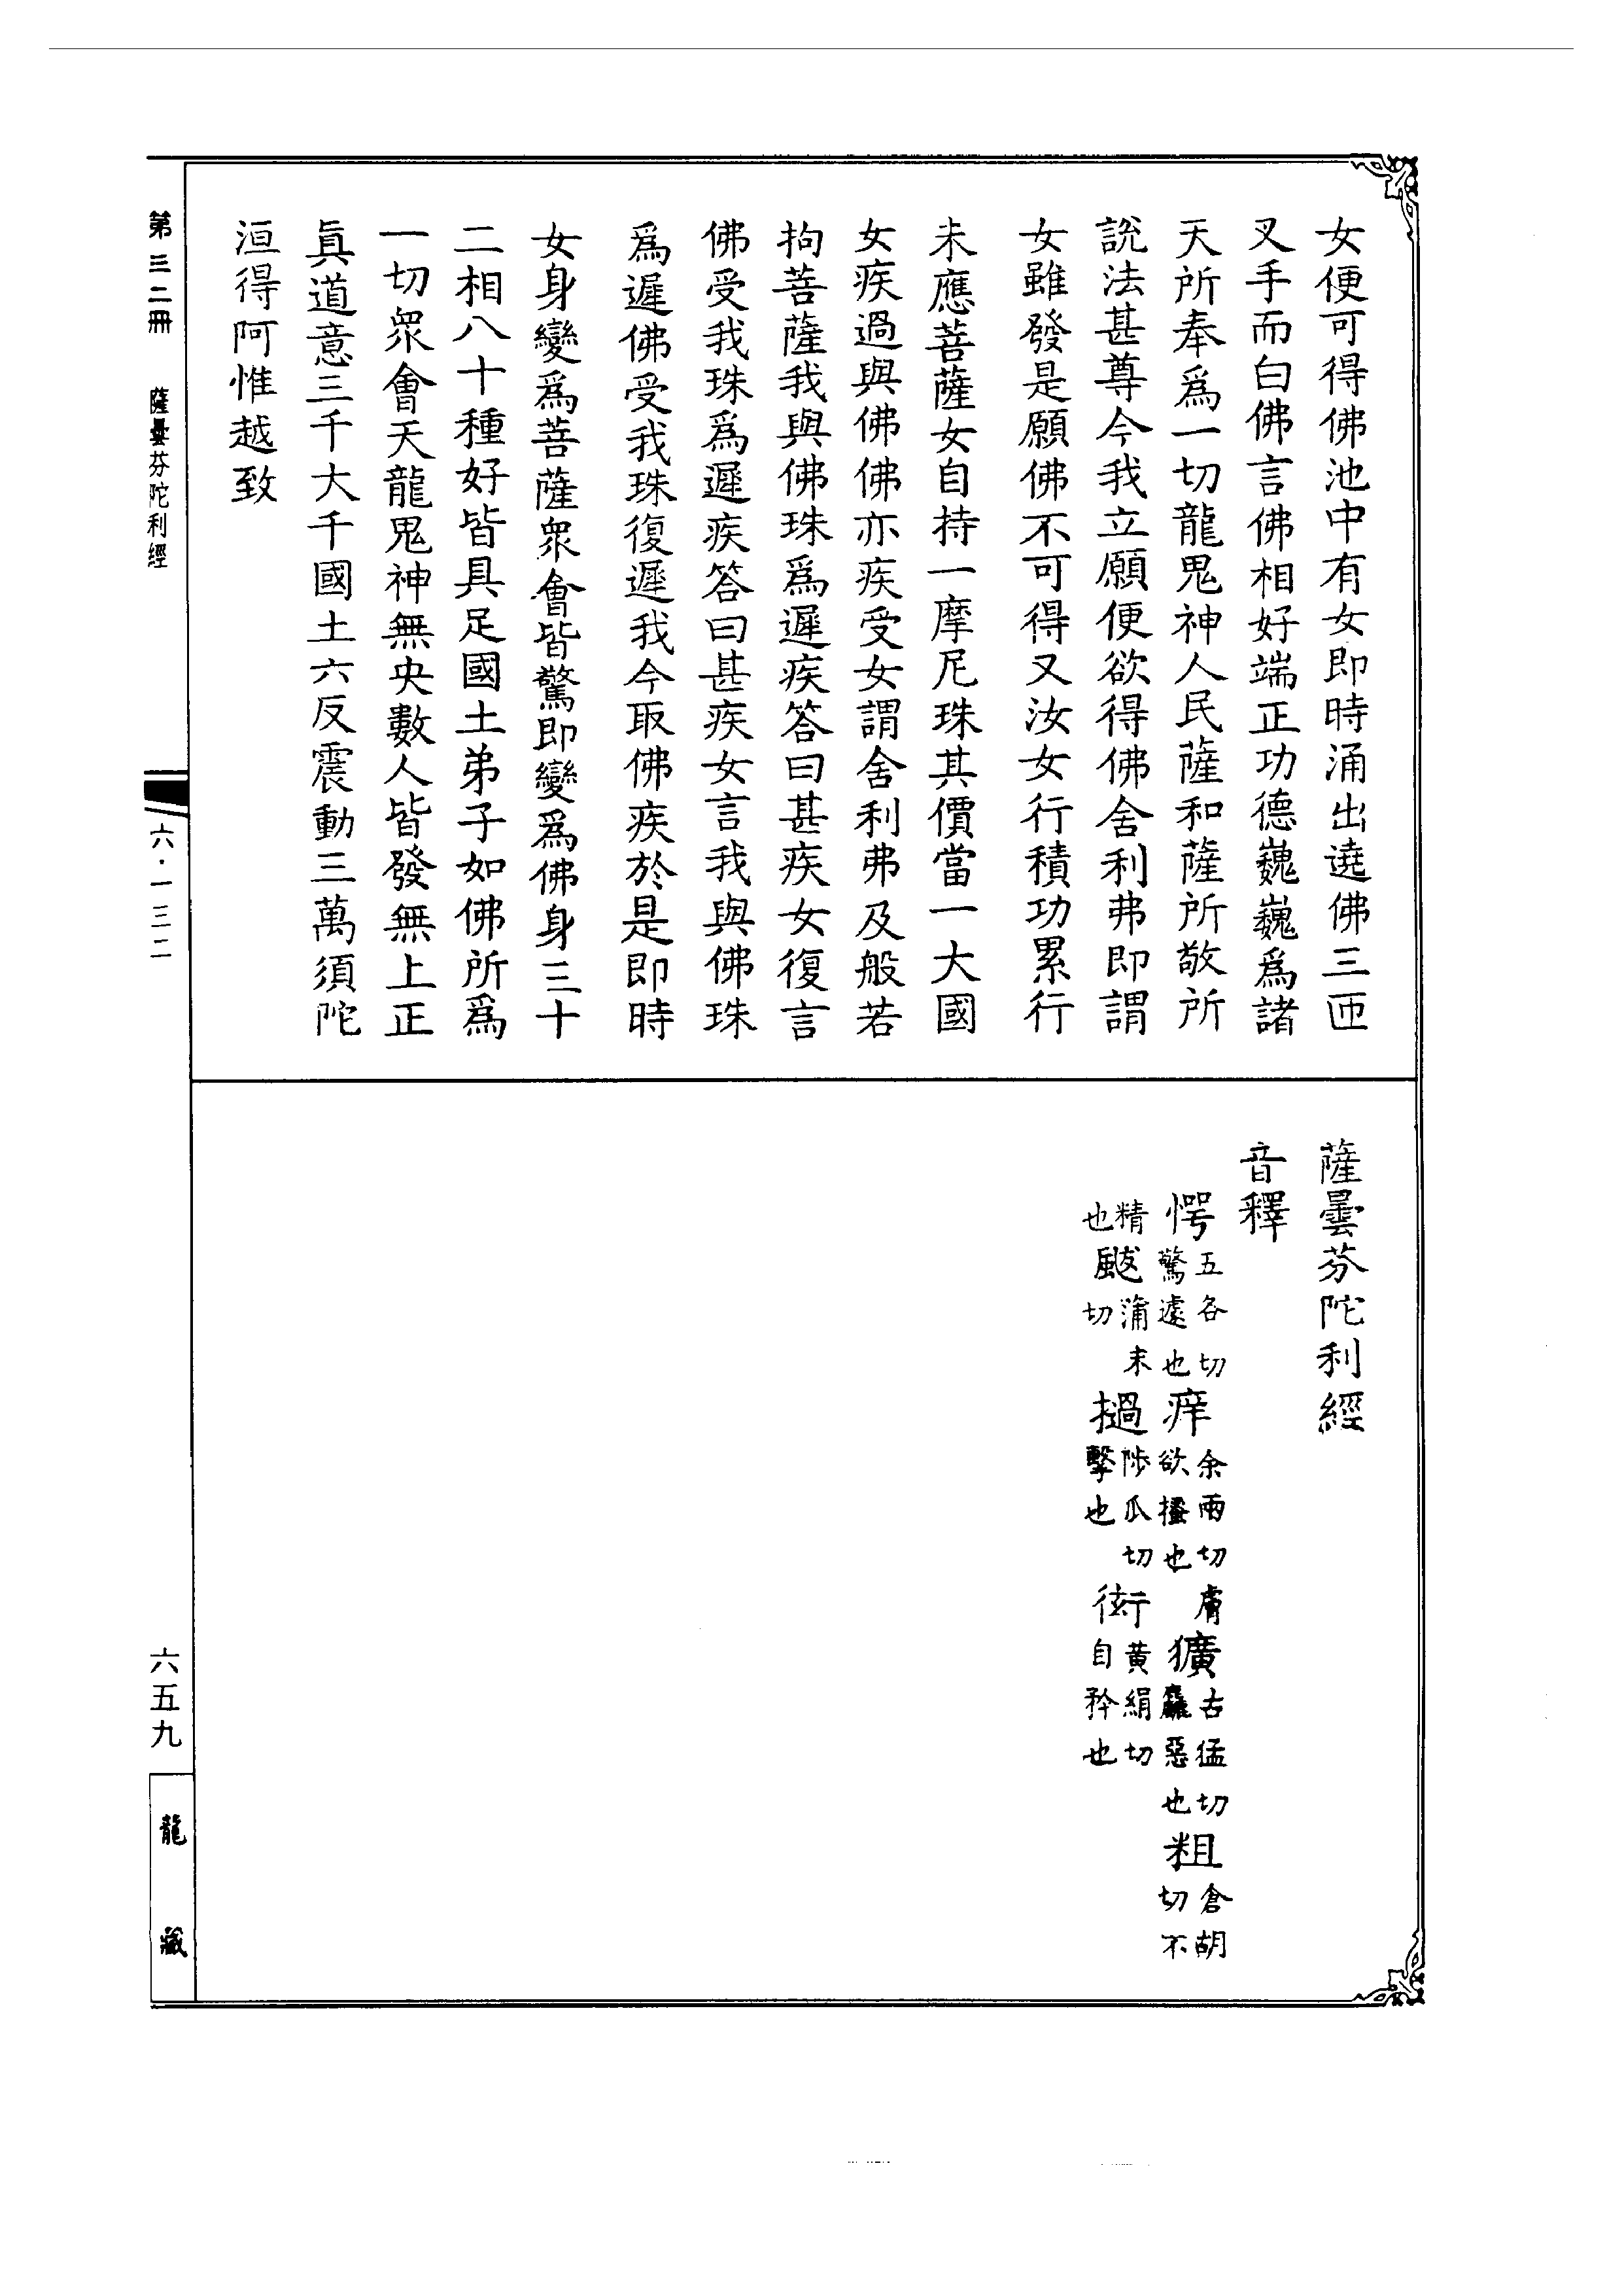 女便可得佛池中有女即時涌出遶佛三匝
叉手而白佛言佛相好端正功德巍巍爲諸
天所奉爲一切龍鬼神人民薩和薩所敬所
說法甚尊今我立願便欲得佛舍利弗即謂
女雖發是願佛不可得又汝女行積功累行
未應菩薩女自持一摩尼珠其價當一大國
女疾過與佛佛亦疾受女謂舍利弗及般若
拘菩薩我與佛珠爲遲疾答曰甚疾女復言
佛受我珠爲遲疾答曰甚疾女言我與佛珠
爲遲佛受我珠復遲我今取佛疾於是即時
女身變爲菩薩眾會皆驚即變爲佛身三十
二相八十種好皆具足國土弟子如佛所爲
一切眾會天龍鬼神無央數人皆發無上正
眞道意三千大千國土六反震動三萬須陀
洹得阿惟越致
薩曇芬陀利經
音釋
愕五各切驚遽也痒余兩切膚欲搔也獷古猛切麤惡也粗倉胡切不
精也颰蒲末切撾陟瓜切擊也衒黃絹切自矜也
第三二冊 薩曇芬陀利經
六·一三二
六五九
龍藏